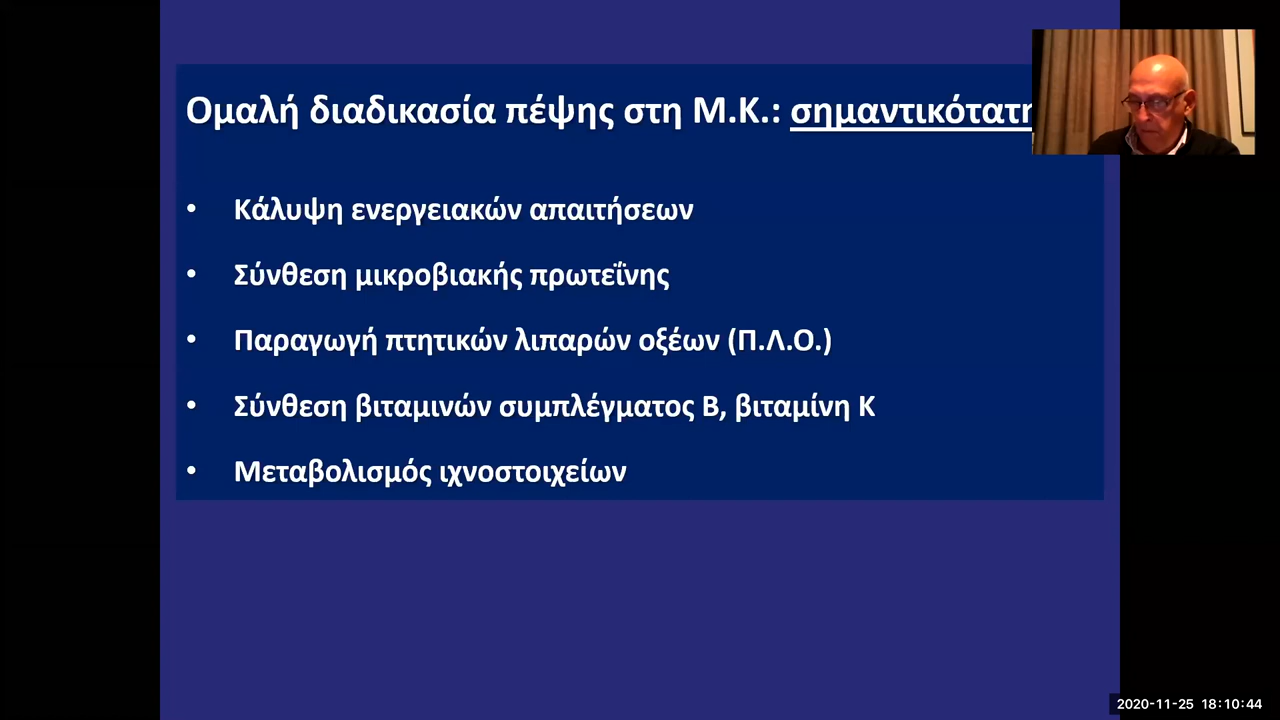 Ομαλή διαδικασία πέψης στη Μ.Κ.: σημαντικότατη
• Κάλυψη ενεργειακών απαιτήσεων
• Σύνθεση μικροβιακής πρωτεΐνης
• Παραγωγή πτητικών λιπαρών οξέων (Π.Λ.Ο.)
• Σύνθεση βιταμινών συμπλέγματος Β, βιταμίνη Κ
• Μεταβολισμός ιχνοστοιχείων
2020-11-25 18:10:44